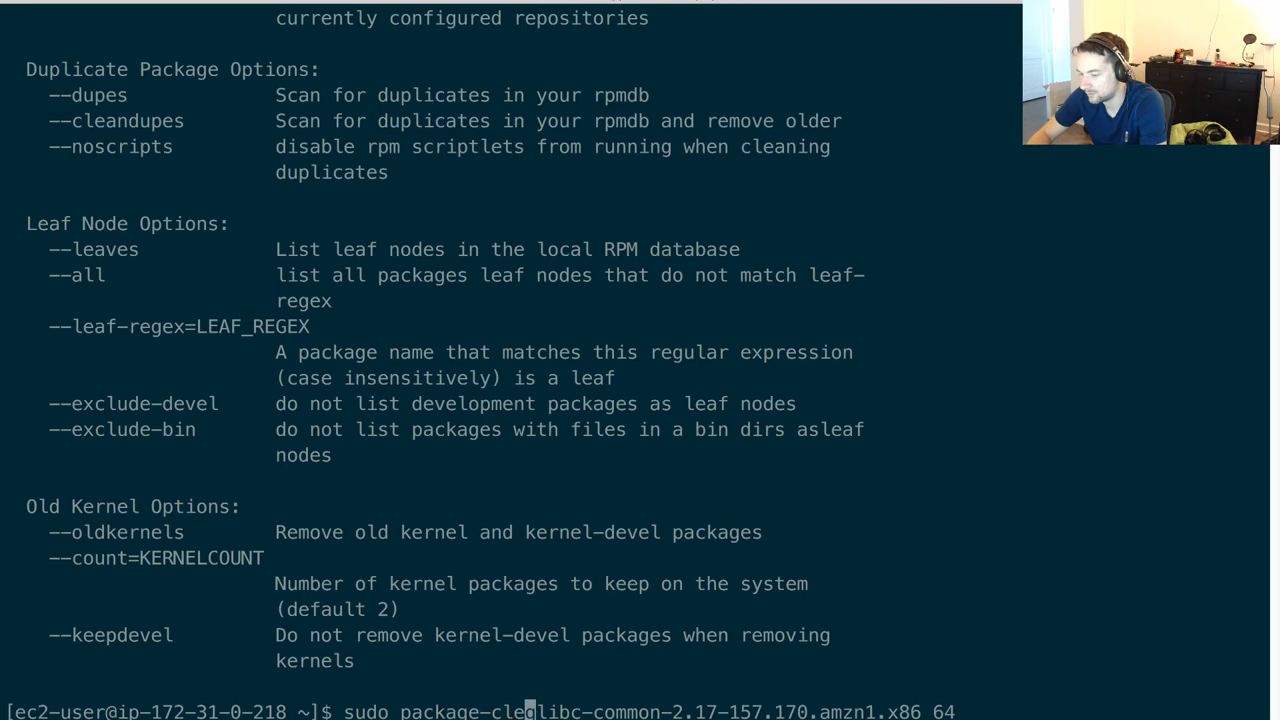 currently configured repositories
Duplicate Package Options:
--dupes Scan for duplicates in your rpmdb
--cleandupes Scan for duplicates in your rpmdb and remove older
--noscripts disable rpm scriptlets from running when cleaning
duplicates
Leaf Node Options:
--leaves List leaf nodes in the local RPM database
--all list all packages leaf nodes that do not match leaf-
regex
--leaf-regex=LEAF_REGEX
A package name that matches this regular expression
(case insensitively) is a leaf
--exclude-devel do not list development packages as leaf nodes
--exclude-bin do not list packages with files in a bin dirs asleaf
nodes
Old Kernel Options:
--oldkernels Remove old kernel and kernel-devel packages
--count=KERNELCOUNT
Number of kernel packages to keep on the system
(default 2)
--keepdevel Do not remove kernel-devel packages when removing
kernels
[ec2-user@ip-172-31-0-218 ~]$ sudo package-cleglibc-common-2.17-157.170.amzn1.x86_64